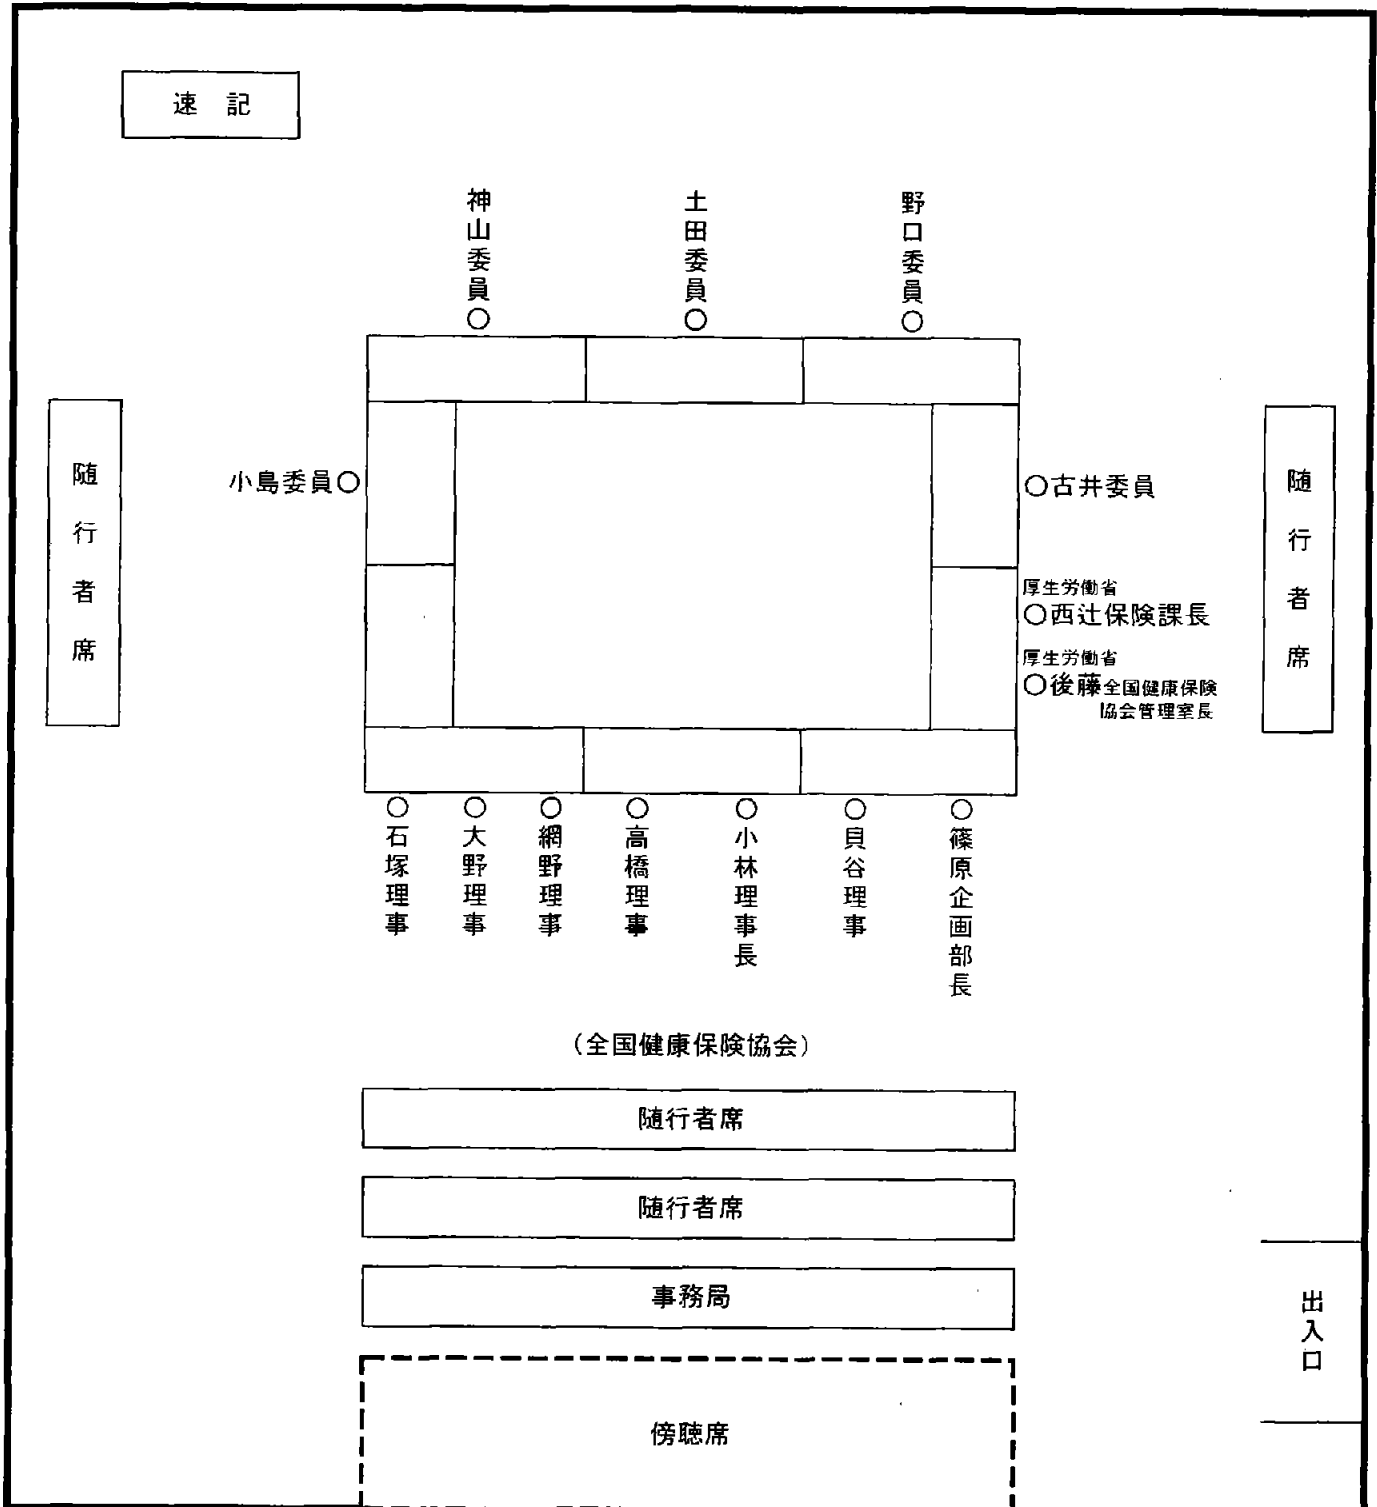 速記
神山委員○
土田委員○
野口委員○
随行者席
小島委員○
○古井委員
随行者席
厚生労働省
○西辻保険課長
厚生労働省
○後藤全国健康保険
協会管理室長
○石塚理事
○大野理事
○網野理事
○高橋理事
○小林理事長
○貝谷理事
○篠原企画部長
（全国健康保険協会）
随行者席
随行者席
事務局
出入口
傍聴席